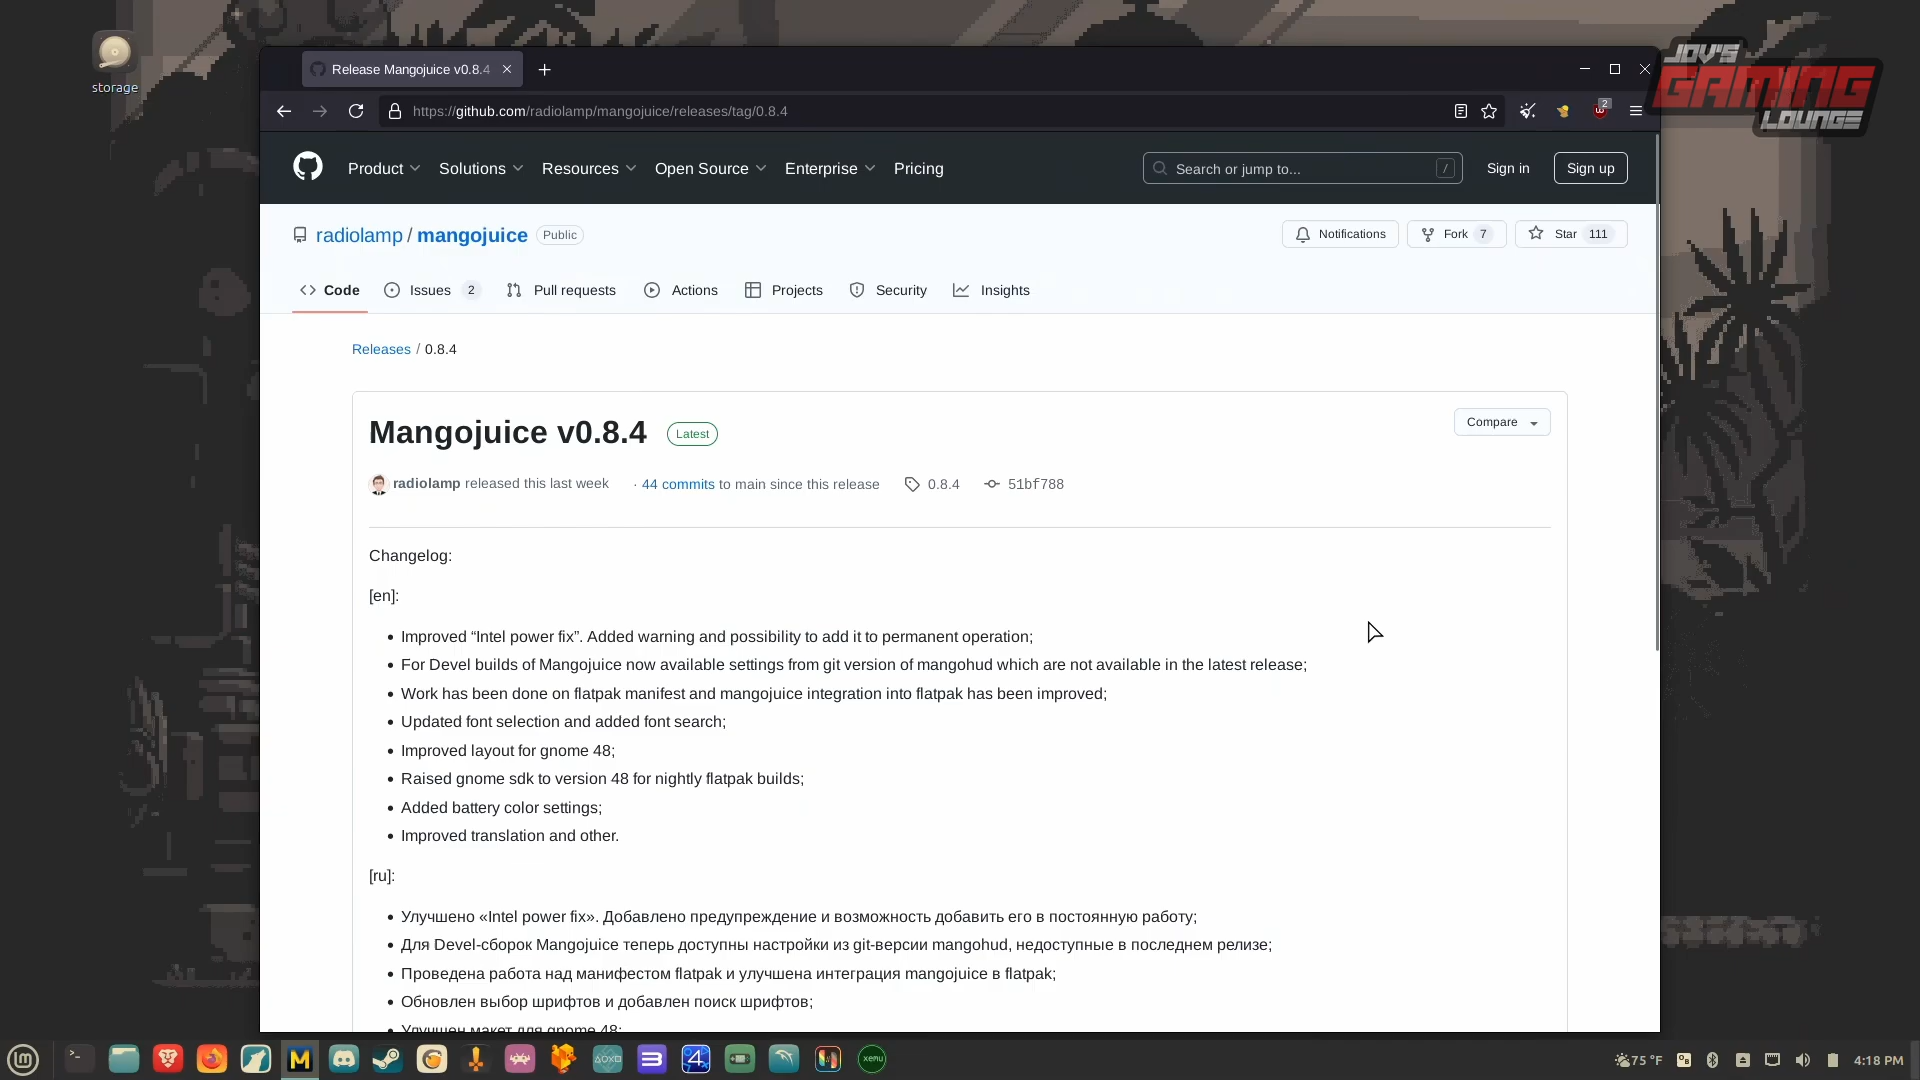 JOV'S
GAMING
LOUNGE
storage
Release Mangojuice v0.8.4
https://github.com/radiolamp/mangojuice/releases/tag/0.8.4
2
Product Solutions Resources Open Source Enterprise Pricing
Search or jump to... /
Sign in
Sign up
radiolamp / mangojuice Public
Notifications
Fork 7
Star 111
Code Issues 2 Pull requests Actions Projects Security Insights
Releases / 0.8.4
Mangojuice v0.8.4 Latest
Compare
radiolamp released this last week · 44 commits to main since this release 0.8.4 51bf788
Changelog:
[en]:
• Improved “Intel power fix”. Added warning and possibility to add it to permanent operation;
• For Devel builds of Mangojuice now available settings from git version of mangohud which are not available in the latest release;
• Work has been done on flatpak manifest and mangojuice integration into flatpak has been improved;
• Updated font selection and added font search;
• Improved layout for gnome 48;
• Raised gnome sdk to version 48 for nightly flatpak builds;
• Added battery color settings;
• Improved translation and other.
[ru]:
• Улучшено «Intel power fix». Добавлено предупреждение и возможность добавить его в постоянную работу;
• Для Devel-сборок Mangojuice теперь доступны настройки из git-версии mangohud, недоступные в последнем релизе;
• Проведена работа над манифестом flatpak и улучшена интеграция mangojuice в flatpak;
• Обновлен выбор шрифтов и добавлен поиск шрифтов;
• Улучшен макет для gnome 48;
75 °F
4:18 PM